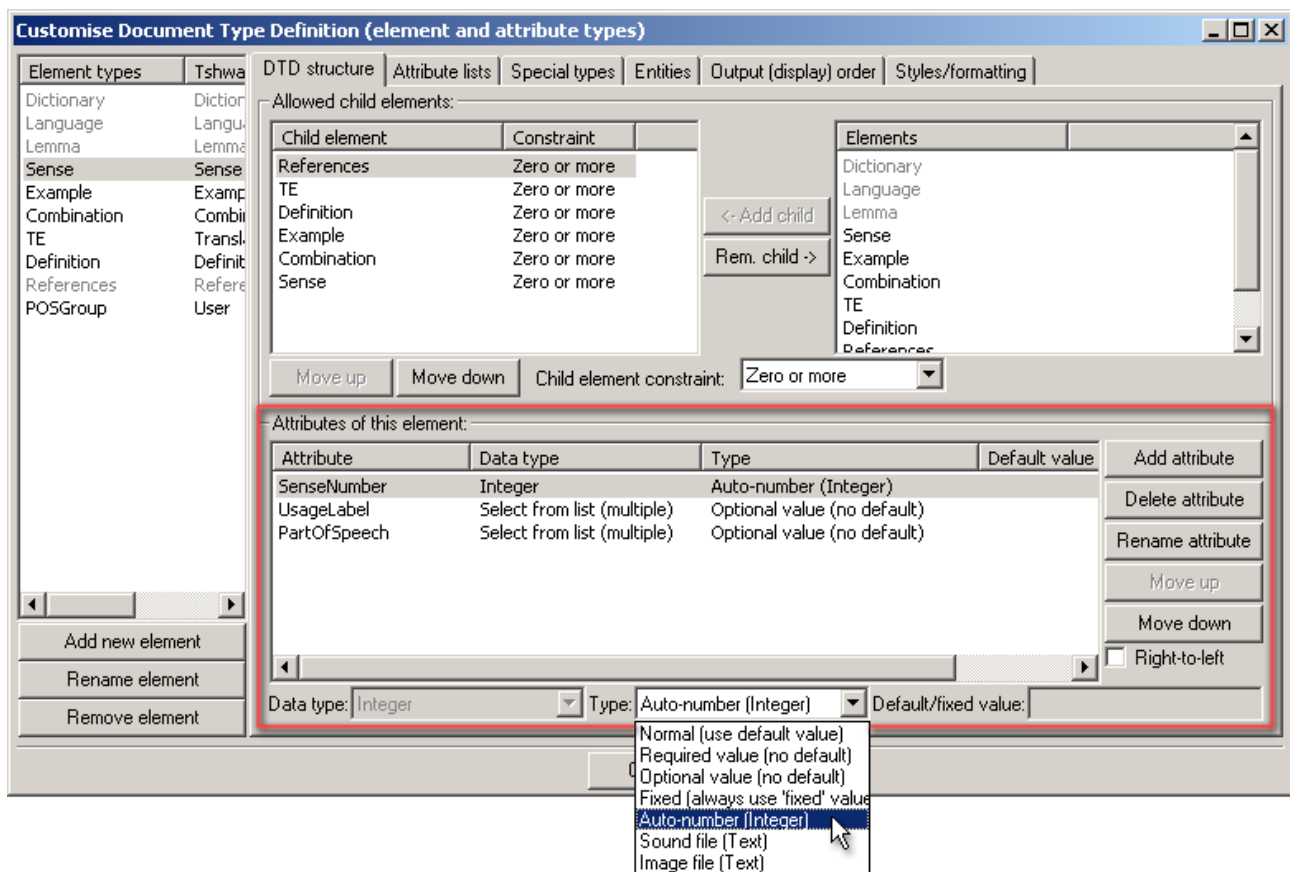 Customise Document Type Definition (element and attribute types)
Element types Tshwa
Dictionary Diction
Language Langu
Lemma Lemma
Sense Sense
Example Examp
Combination Combi
TE Transl
Definition Definit
References Refere
POSGroup User
Add new element
Rename element
Remove element
DTD structure Attribute lists Special types Entities Output (display) order Styles/formatting
Allowed child elements:
Child element Constraint
References Zero or more
TE Zero or more
Definition Zero or more
Example Zero or more
Combination Zero or more
Sense Zero or more
<- Add child
Rem. child ->
Elements
Dictionary
Language
Lemma
Sense
Example
Combination
TE
Definition
References
Move up Move down Child element constraint: Zero or more
Attributes of this element:
Attribute Data type Type Default value
SenseNumber Integer Auto-number (Integer)
UsageLabel Select from list (multiple) Optional value (no default)
PartOfSpeech Select from list (multiple) Optional value (no default)
Add attribute
Delete attribute
Rename attribute
Move up
Move down
Right-to-left
Data type: Integer Type: Auto-number (Integer) Default/fixed value:
Normal (use default value)
Required value (no default)
Optional value (no default)
Fixed (always use 'fixed' value
Auto-number (Integer)
Sound file (Text)
Image file (Text)